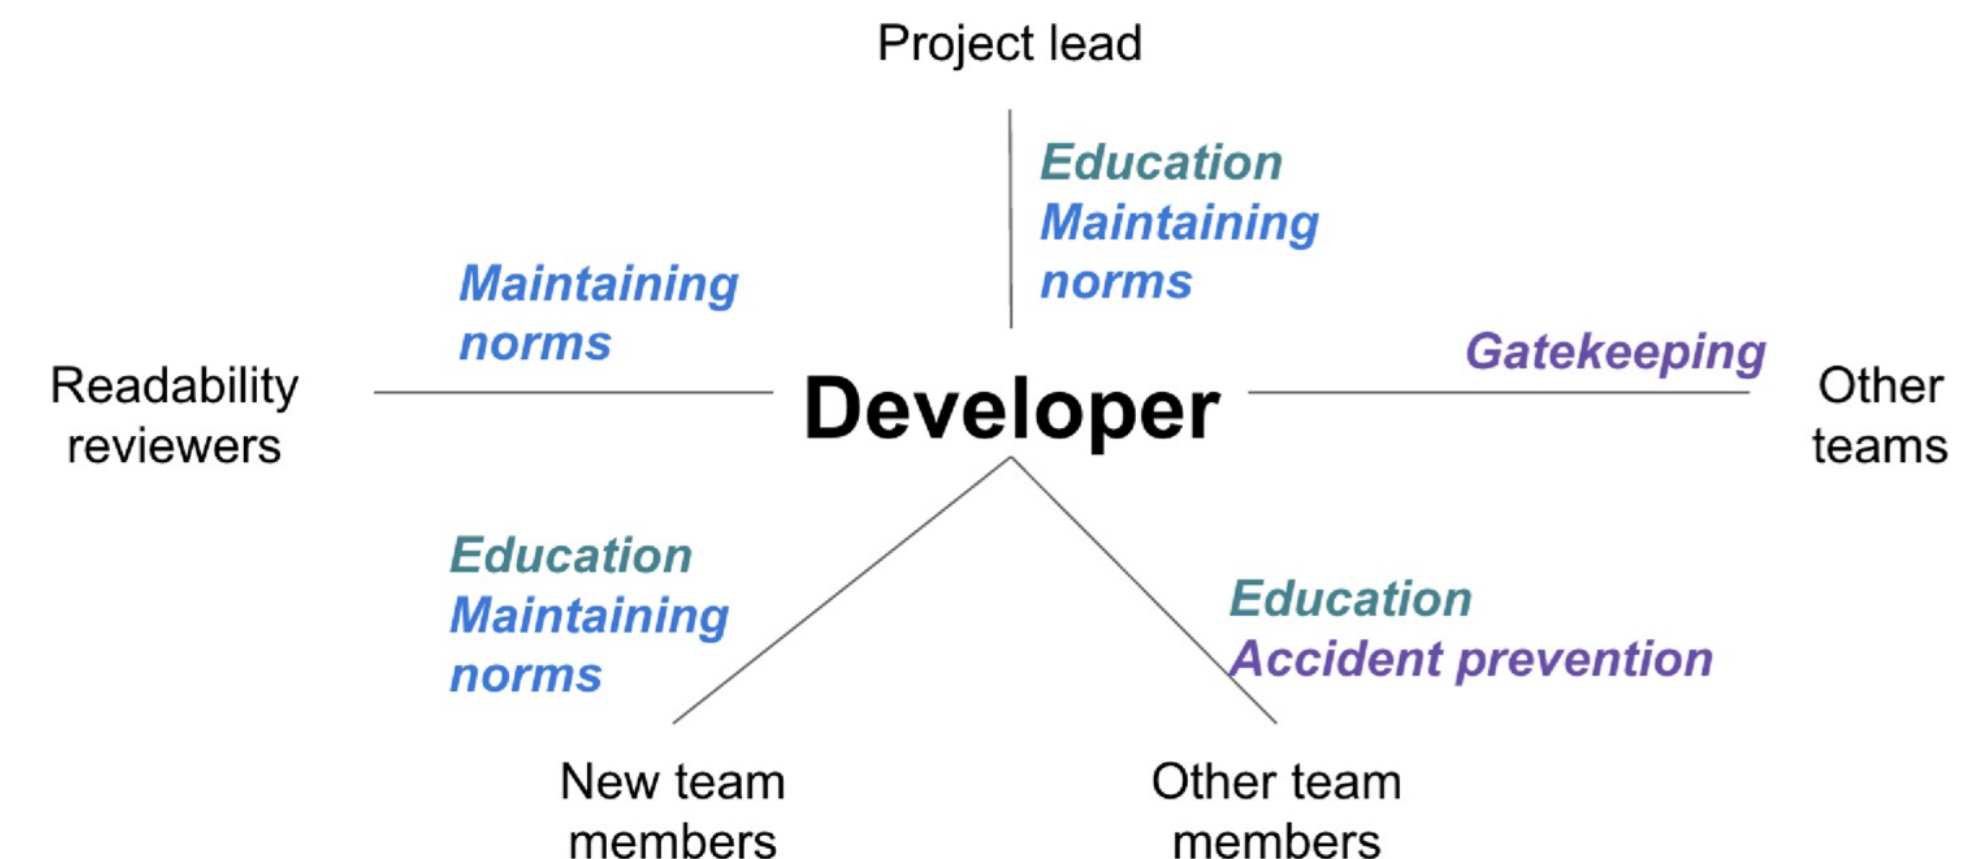 Project lead
Education
Maintaining
norms
Maintaining
norms
Gatekeeping
Readability
reviewers
Developer
Other
teams
Education
Maintaining
norms
Education
Accident prevention
New team
members
Other team
members